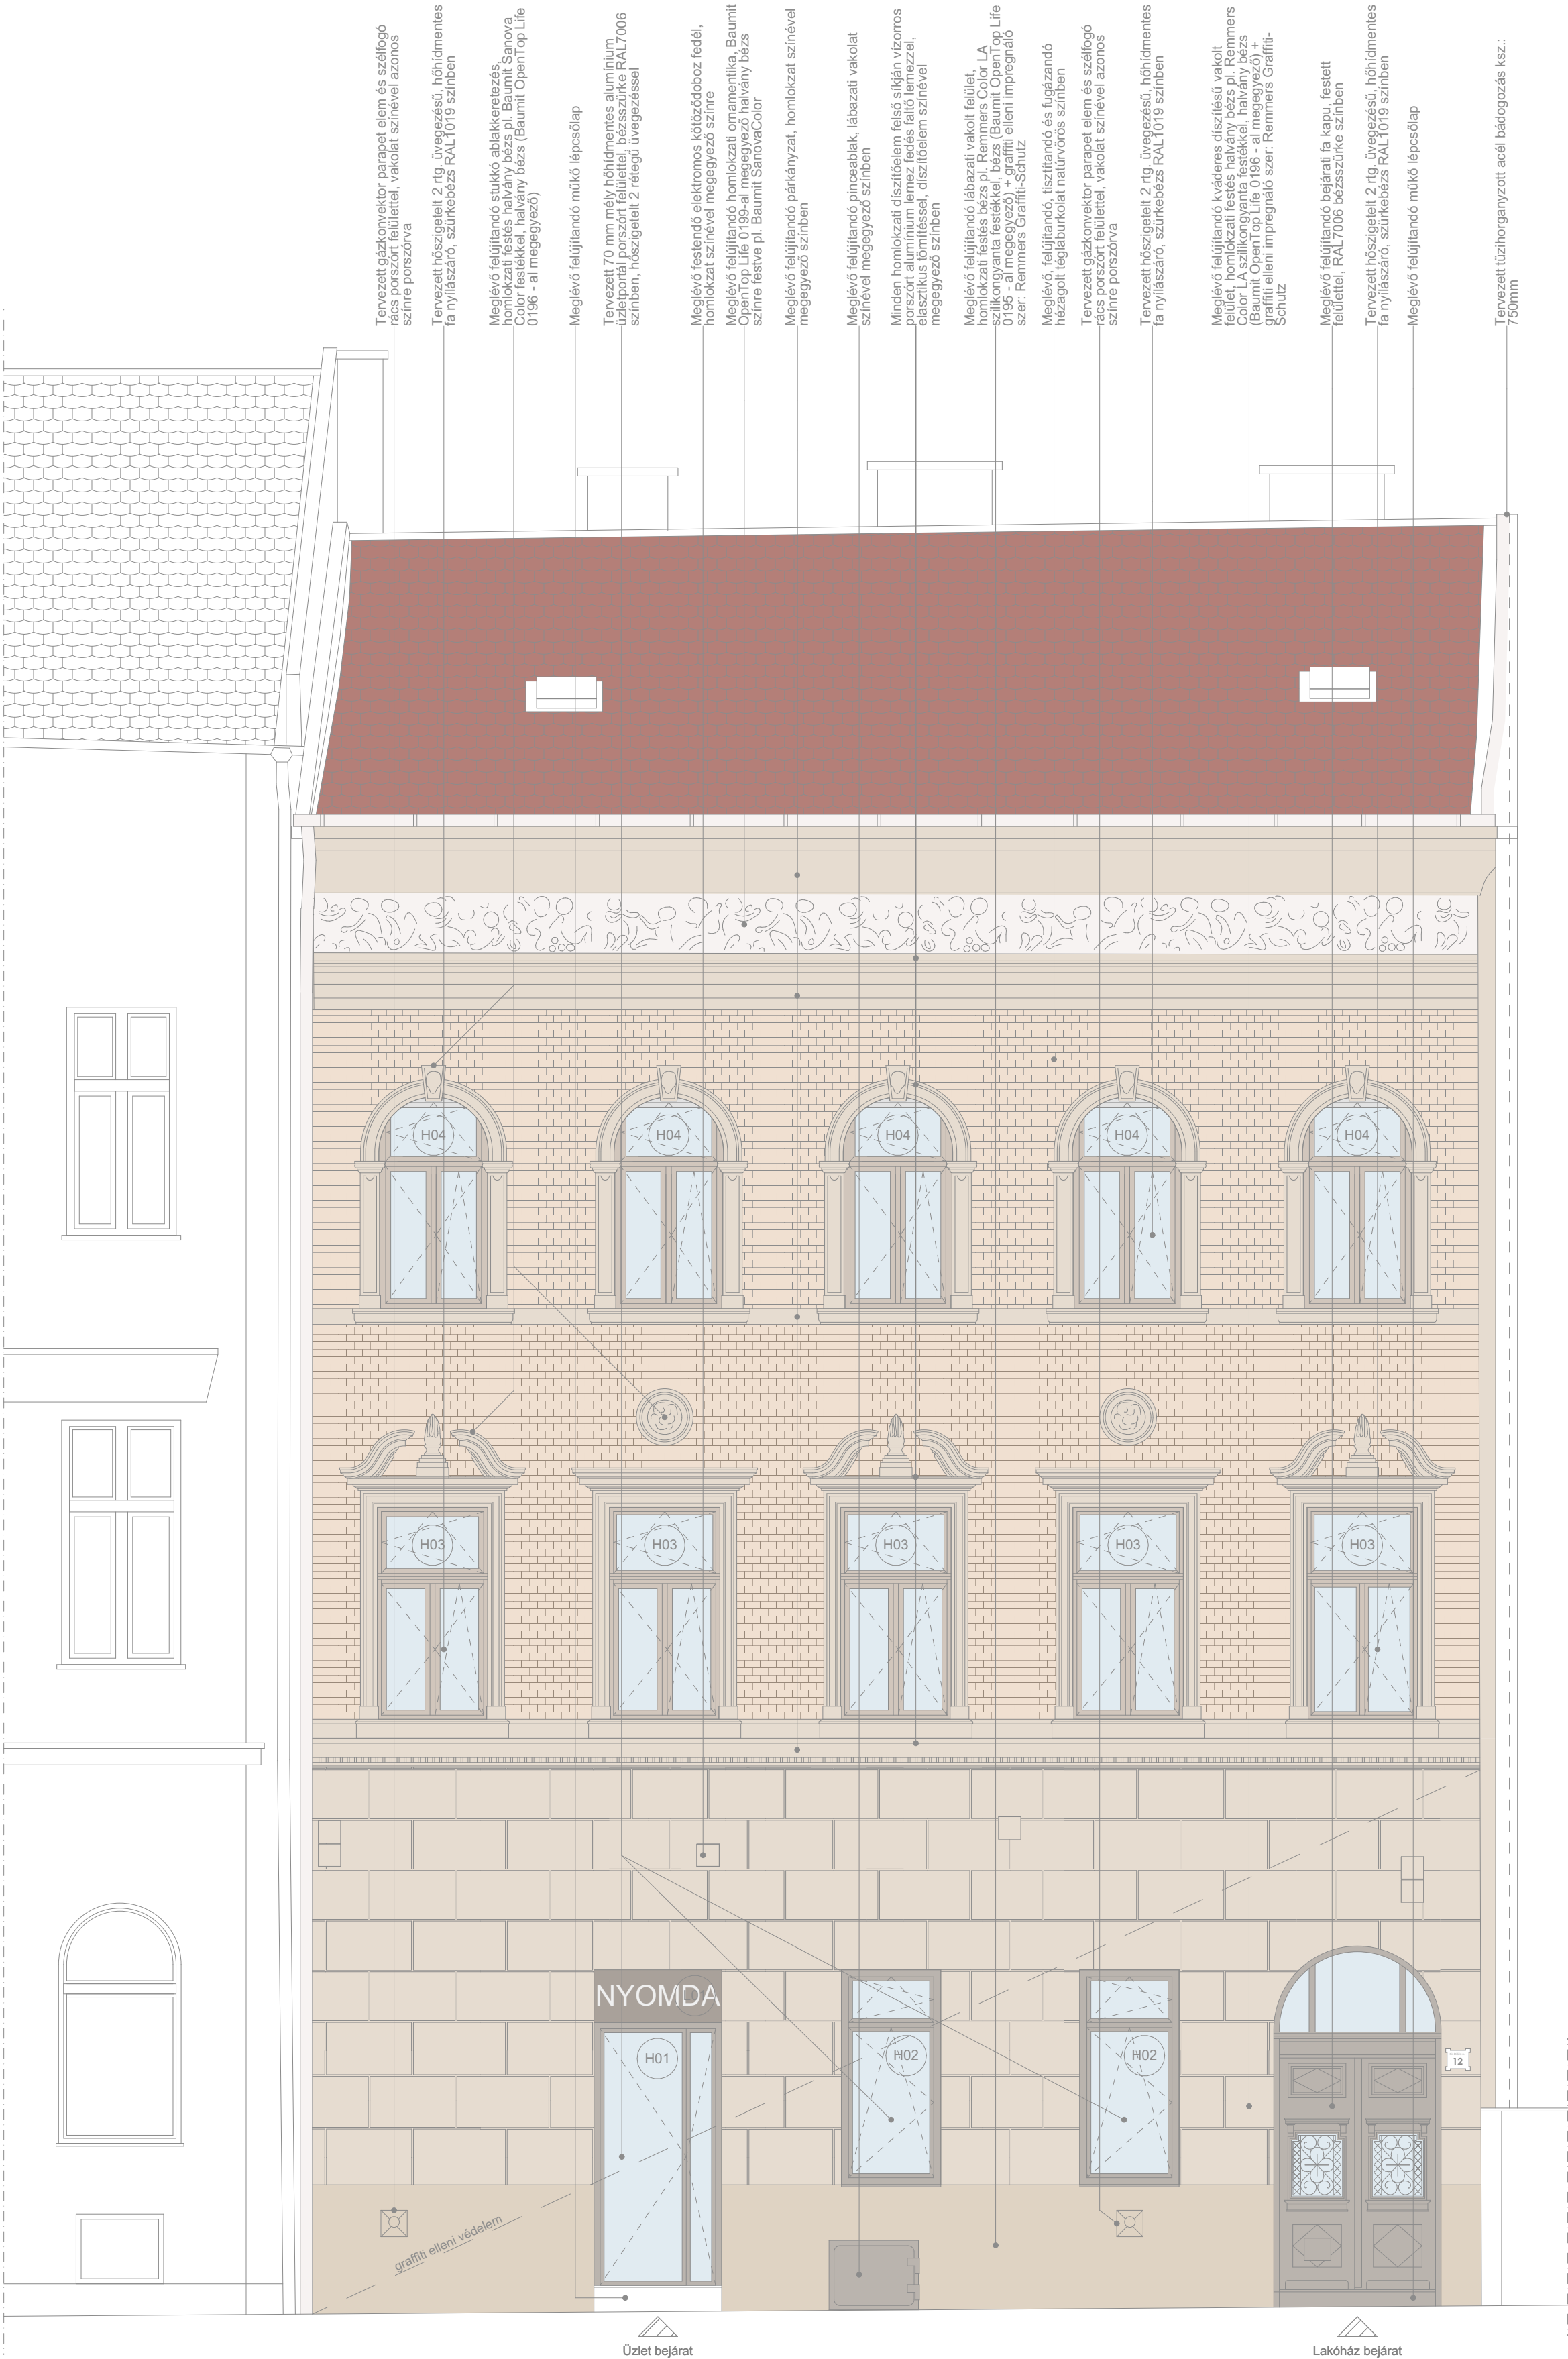 Tervezett gázkonvektor parapet elem és szélfogó
rács porszórt felülettel, vakolat színével azonos
színre porszórva
Tervezett hőszigetelt 2 rtg. üvegezésű, hőhídmentes
fa nyílászáró, szürkebézs RAL1019 színben
Meglévő felújítandó stukkó ablakkeretezés,
homlokzati festés halvány bézs pl. Baumit Sanova
Color festékkel, halvány bézs (Baumit OpenTop Life
0196 - al megegyező)
Meglévő felújítandó műkő lépcsőlap
Tervezett 70 mm mély hőhídmentes alumínium
üzletportál porszórt felülettel, bézsszürke RAL7006
színben, hőszigetelt 2 rétegű üvegezéssel
Meglévő festendő elektromos kötöződoboz fedél,
homlokzat színével megegyező színre
Meglévő felújítandó homlokzati ornamentika, Baumit
OpenTop Life 0199-al megegyező halvány bézs
színre festve pl. Baumit SanovaColor
Meglévő felújítandó párkányzat, homlokzat színével
megegyező színben
Meglévő felújítandó pinceablak, lábazati vakolat
színével megegyező színben
Minden homlokzati díszítőelem felső síkján vízorros
porszórt alumínium lemez fedés faltő lemezzel,
elasztikus tömítéssel, díszítőelem színével
megegyező színben
Meglévő felújítandó lábazati vakolt felület,
homlokzati festés bézs pl. Remmers Color LA
szilikongyanta festékkel, bézs (Baumit OpenTop Life
0195 - al megegyező) + graffiti elleni impregnáló
szer: Remmers Graffiti-Schutz
Meglévő, felújítandó, tisztítandó és fugázandó
hézagolt téglaburkolat natúrvörös színben
Tervezett gázkonvektor parapet elem és szélfogó
rács porszórt felülettel, vakolat színével azonos
színre porszórva
Tervezett hőszigetelt 2 rtg. üvegezésű, hőhídmentes
fa nyílászáró, szürkebézs RAL1019 színben
Meglévő felújítandó kváderes díszítésű vakolt
felület, homlokzati festés halvány bézs pl. Remmers
Color LA szilikongyanta festékkel, halvány bézs
(Baumit OpenTop Life 0196 - al megegyező) +
graffiti elleni impregnáló szer: Remmers Graffiti-
Schutz
Meglévő felújítandó bejárati fa kapu, festett
felülettel, RAL7006 bézsszürke színben
Tervezett hőszigetelt 2 rtg. üvegezésű, hőhídmentes
fa nyílászáró, szürkebézs RAL1019 színben
Meglévő felújítandó műkő lépcsőlap
Tervezett tűzihorganyzott acél bádogozás ksz.:
750mm
H04
H04
H04
H04
H04
H03
H03
H03
H03
H03
NYOMDA
H01
H02
H02
12
graffiti elleni védelem
Üzlet bejárat
Lakóház bejárat